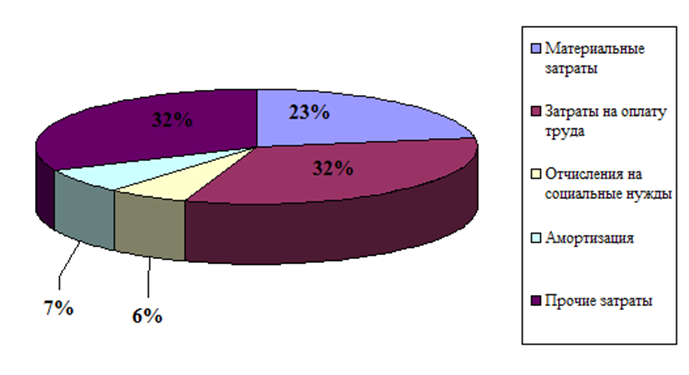 32%
23%
32%
7%
6%
Материальные
затраты
Затраты на оплату
труда
Отчисления на
социальные нужды
Амортизация
Прочие затраты